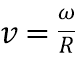 v = ω/R